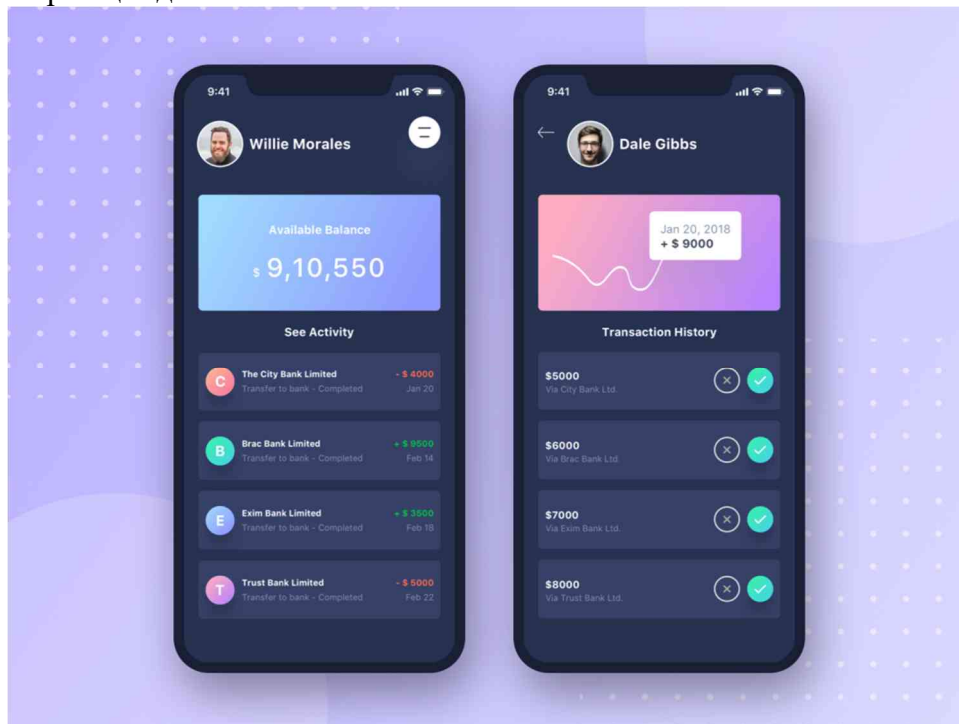 9:41
Willie Morales
Available Balance
$ 9,10,550
See Activity
C
The City Bank Limited - $ 4000
Transfer to bank - Completed Jan 20
B
Brac Bank Limited + $ 9500
Transfer to bank - Completed Feb 14
E
Exim Bank Limited + $ 3500
Transfer to bank - Completed Feb 18
T
Trust Bank Limited - $ 5000
Transfer to bank - Completed Feb 22
9:41
Dale Gibbs
Jan 20, 2018
+ $ 9000
Transaction History
$5000
Via City Bank Ltd.
$6000
Via Brac Bank Ltd.
$7000
Via Exim Bank Ltd.
$8000
Via Trust Bank Ltd.